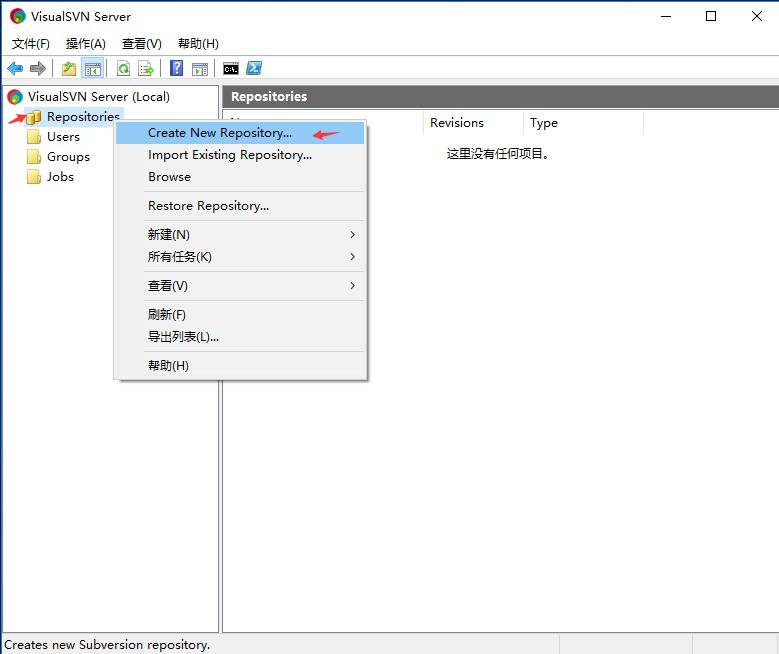 VisualSVN Server
文件(F) 操作(A) 查看(V) 帮助(H)
VisualSVN Server (Local)
Repositories
Users
Groups
Jobs
Repositories
Revisions Type
这里没有任何项目。
Create New Repository...
Import Existing Repository...
Browse
Restore Repository...
新建(N)
所有任务(K)
查看(V)
刷新(F)
导出列表(L)...
帮助(H)
Creates new Subversion repository.